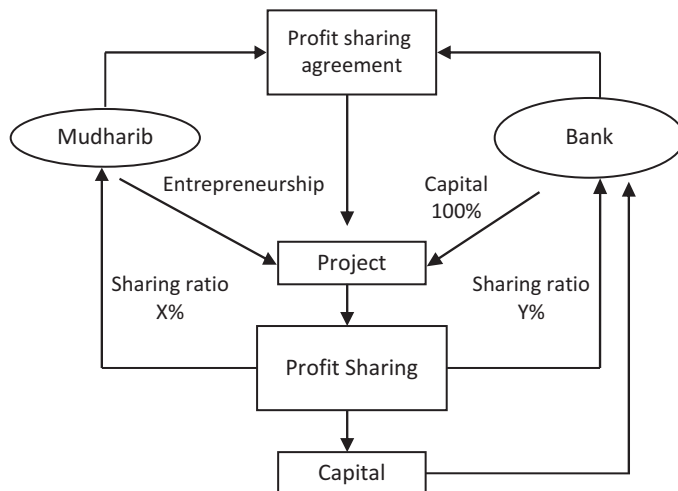 Profit sharing
agreement
Mudharib
Bank
Entrepreneurship
Capital
100%
Project
Sharing ratio
X%
Sharing ratio
Y%
Profit Sharing
Capital